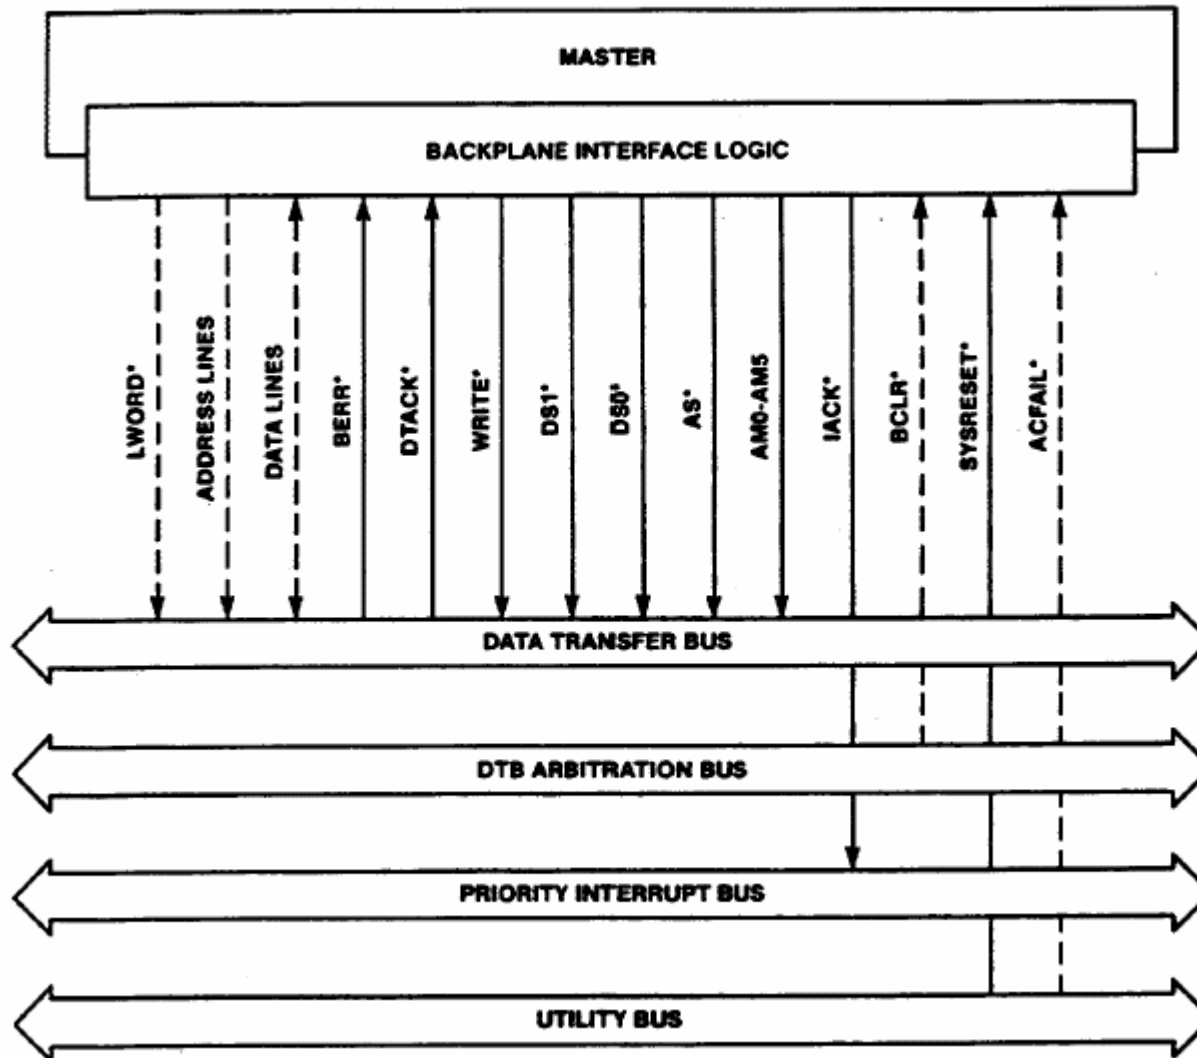 MASTER
BACKPLANE INTERFACE LOGIC
LWORD*
ADDRESS LINES
DATA LINES
BERR*
DTACK*
WRITE*
DS1*
DS0*
AS*
AM0-AM5
IACK*
BCLR*
SYSRESET*
ACFAIL*
DATA TRANSFER BUS
DTB ARBITRATION BUS
PRIORITY INTERRUPT BUS
UTILITY BUS